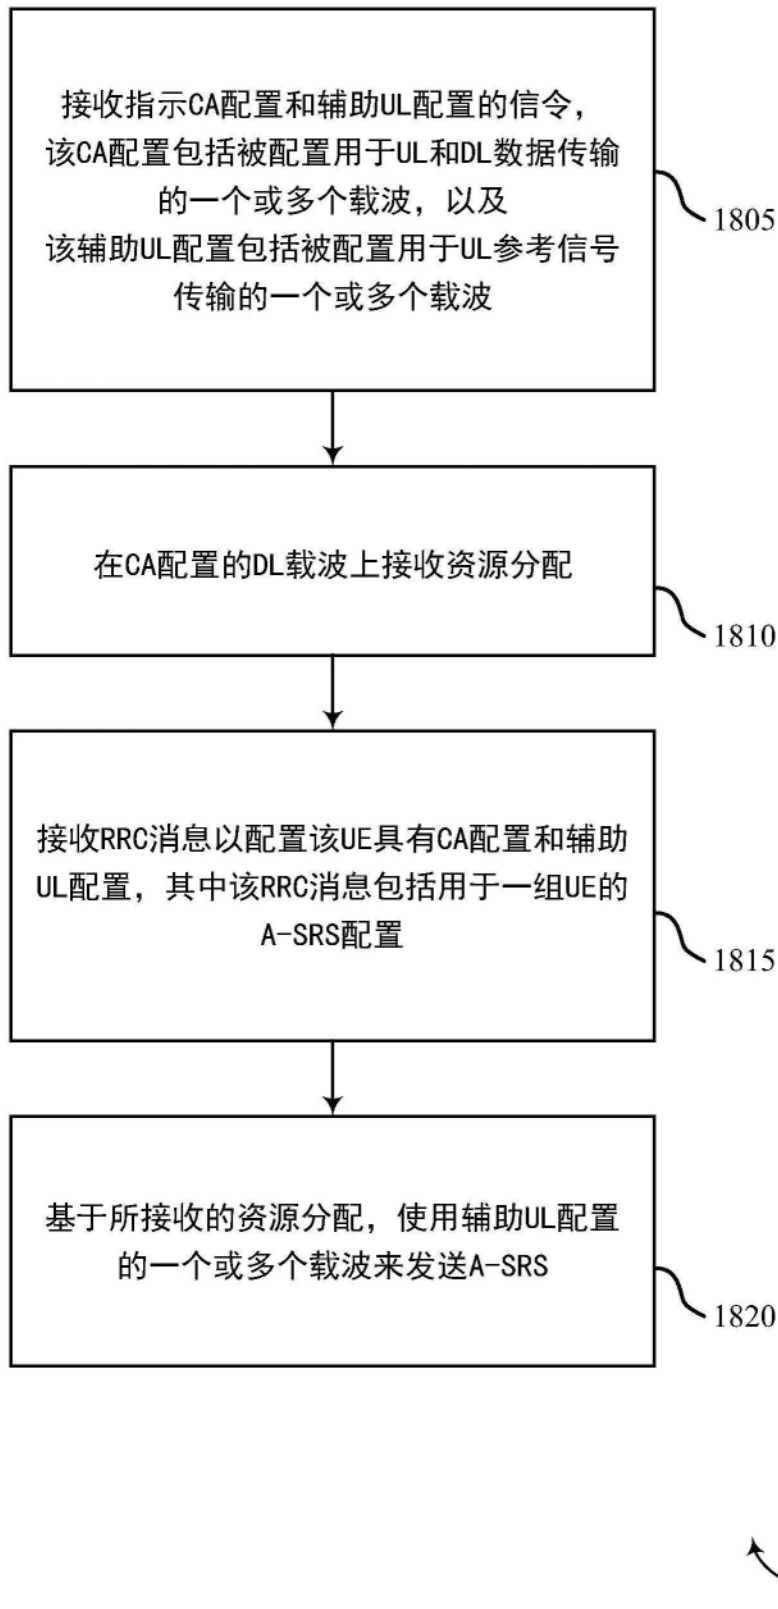 接收指示CA配置和辅助UL配置的信令，
该CA配置包括被配置用于UL和DL数据传输
的一个或多个载波，以及
该辅助UL配置包括被配置用于UL参考信号
传输的一个或多个载波
1805
在CA配置的DL载波上接收资源分配
1810
接收RRC消息以配置该UE具有CA配置和辅助
UL配置，其中该RRC消息包括用于一组UE的
A-SRS配置
1815
基于所接收的资源分配，使用辅助UL配置
的一个或多个载波来发送A-SRS
1820